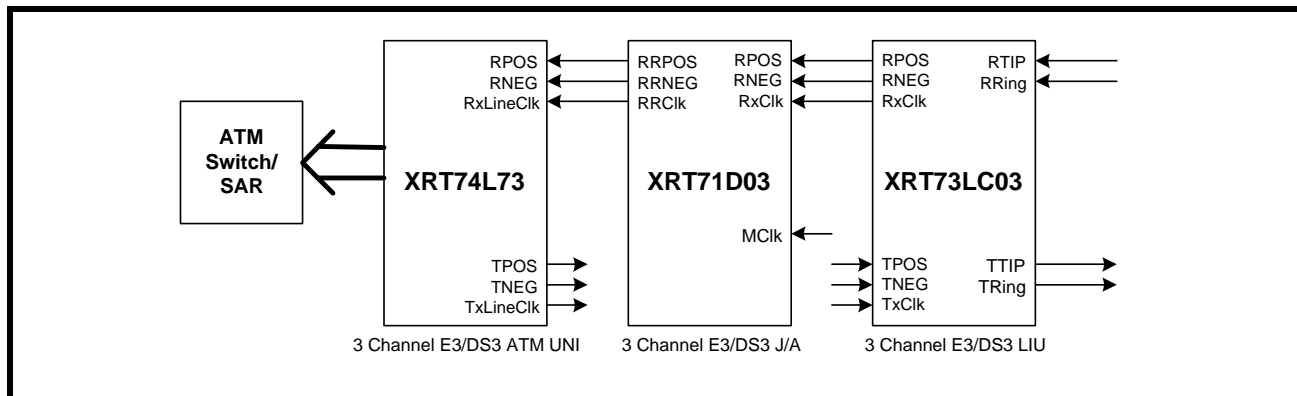 ATM
Switch/
SAR
RPOS
RNEG
RxLineClk
XRT74L73
TPOS
TNEG
TxLineClk
3 Channel E3/DS3 ATM UNI
RRPOS
RRNEG
RRClk
RPOS
RNEG
RxClk
XRT71D03
MClk
3 Channel E3/DS3 J/A
RPOS
RNEG
RxClk
RTIP
RRing
XRT73LC03
TPOS
TNEG
TxClk
TTIP
TRing
3 Channel E3/DS3 LIU